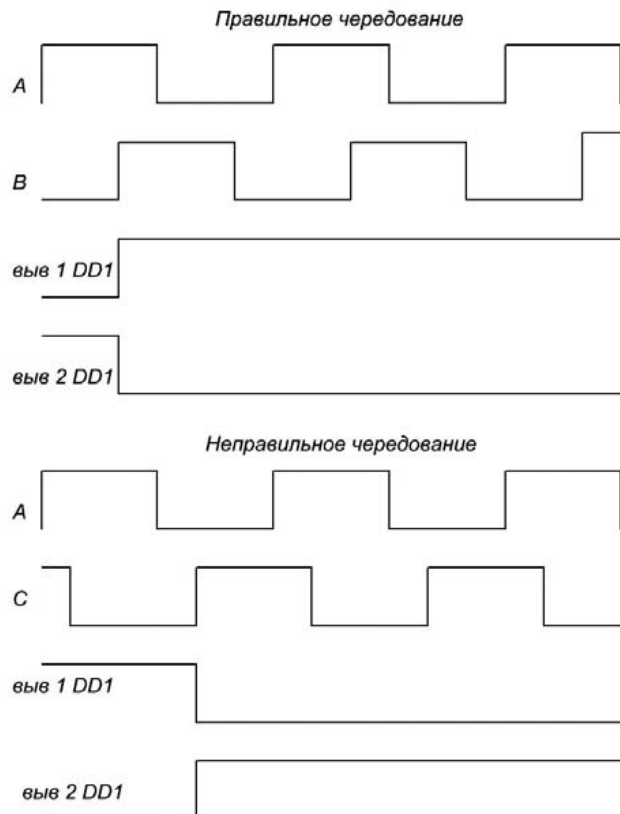 Правильное чередование
A
B
выв 1 DD1
выв 2 DD1
Неправильное чередование
A
C
выв 1 DD1
выв 2 DD1